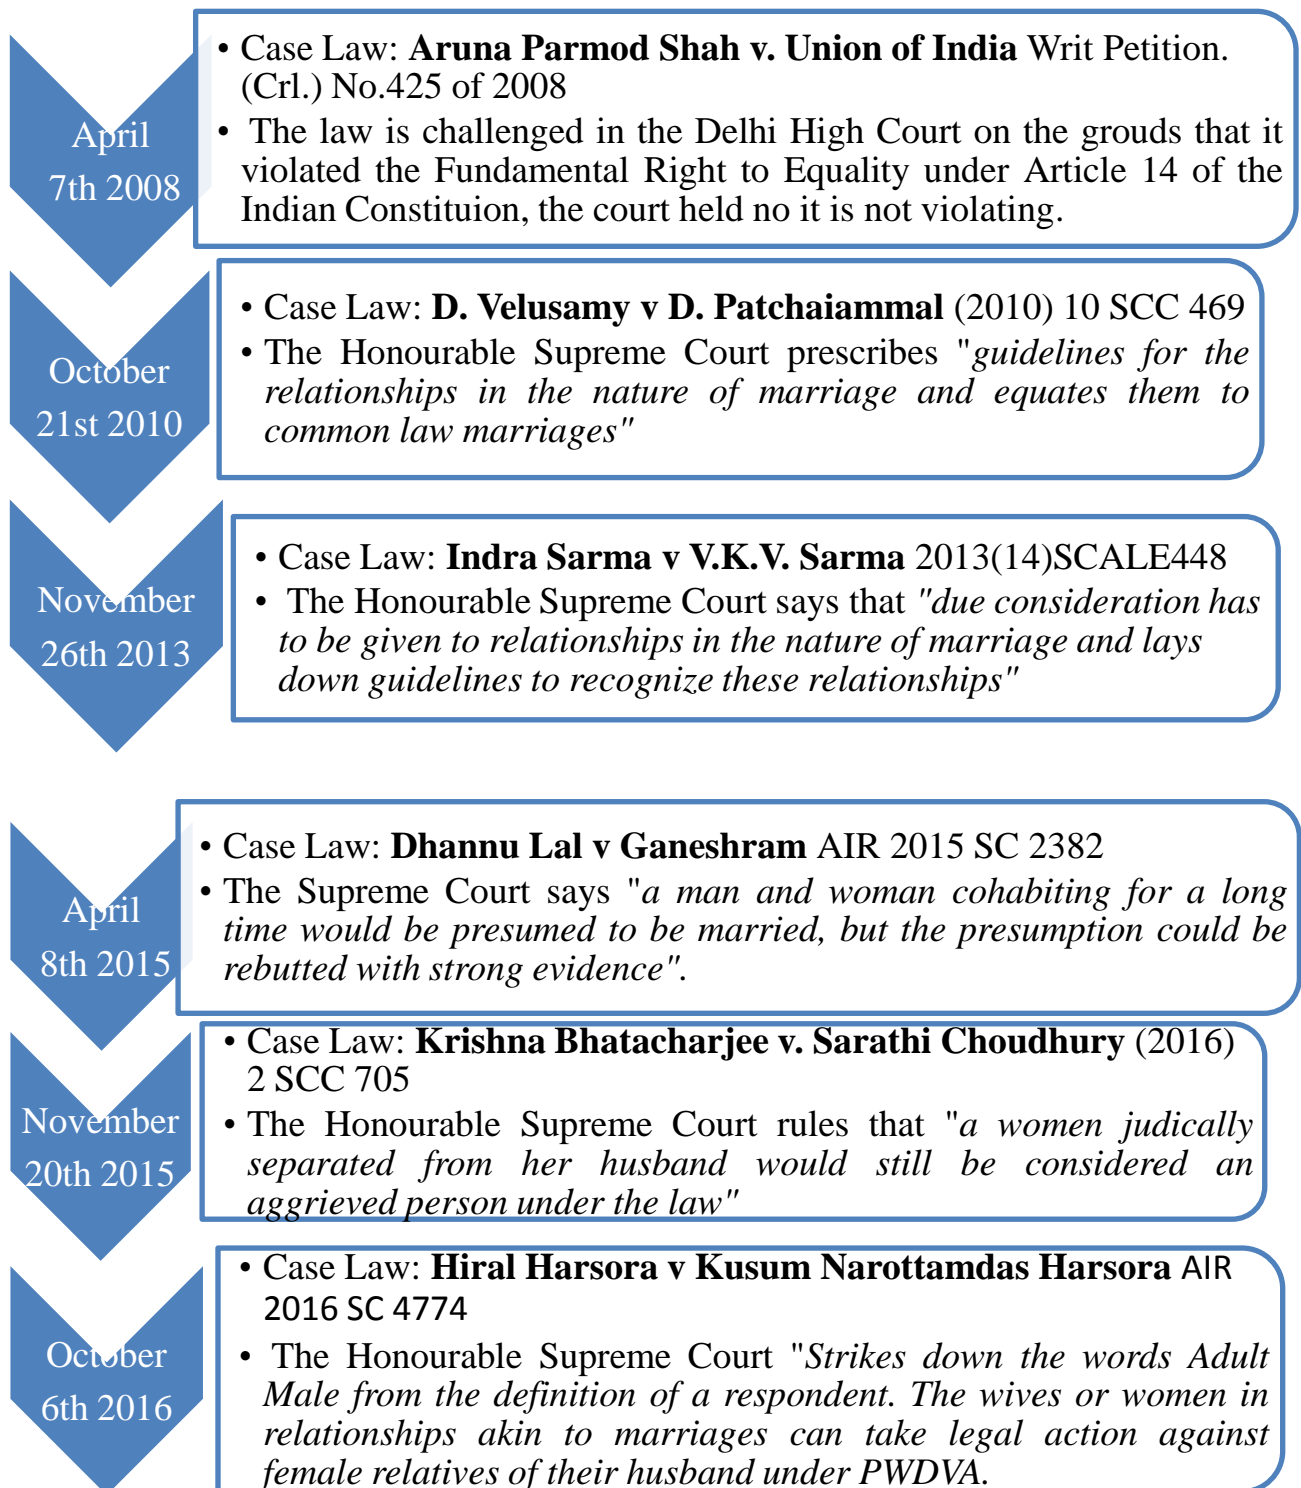 April
7th 2008
• Case Law: Aruna Parmod Shah v. Union of India Writ Petition.
(Crl.) No.425 of 2008
• The law is challenged in the Delhi High Court on the grouds that it
violated the Fundamental Right to Equality under Article 14 of the
Indian Constituion, the court held no it is not violating.
October
21st 2010
• Case Law: D. Velusamy v D. Patchaiammal (2010) 10 SCC 469
• The Honourable Supreme Court prescribes "guidelines for the
relationships in the nature of marriage and equates them to
common law marriages"
November
26th 2013
• Case Law: Indra Sarma v V.K.V. Sarma 2013(14)SCALE448
• The Honourable Supreme Court says that "due consideration has
to be given to relationships in the nature of marriage and lays
down guidelines to recognize these relationships"
April
8th 2015
• Case Law: Dhannu Lal v Ganeshram AIR 2015 SC 2382
• The Supreme Court says "a man and woman cohabiting for a long
time would be presumed to be married, but the presumption could be
rebutted with strong evidence".
November
20th 2015
• Case Law: Krishna Bhatacharjee v. Sarathi Choudhury (2016)
2 SCC 705
• The Honourable Supreme Court rules that "a women judically
separated from her husband would still be considered an
aggrieved person under the law"
October
6th 2016
• Case Law: Hiral Harsora v Kusum Narottamdas Harsora AIR
2016 SC 4774
• The Honourable Supreme Court "Strikes down the words Adult
Male from the definition of a respondent. The wives or women in
relationships akin to marriages can take legal action against
female relatives of their husband under PWDVA.